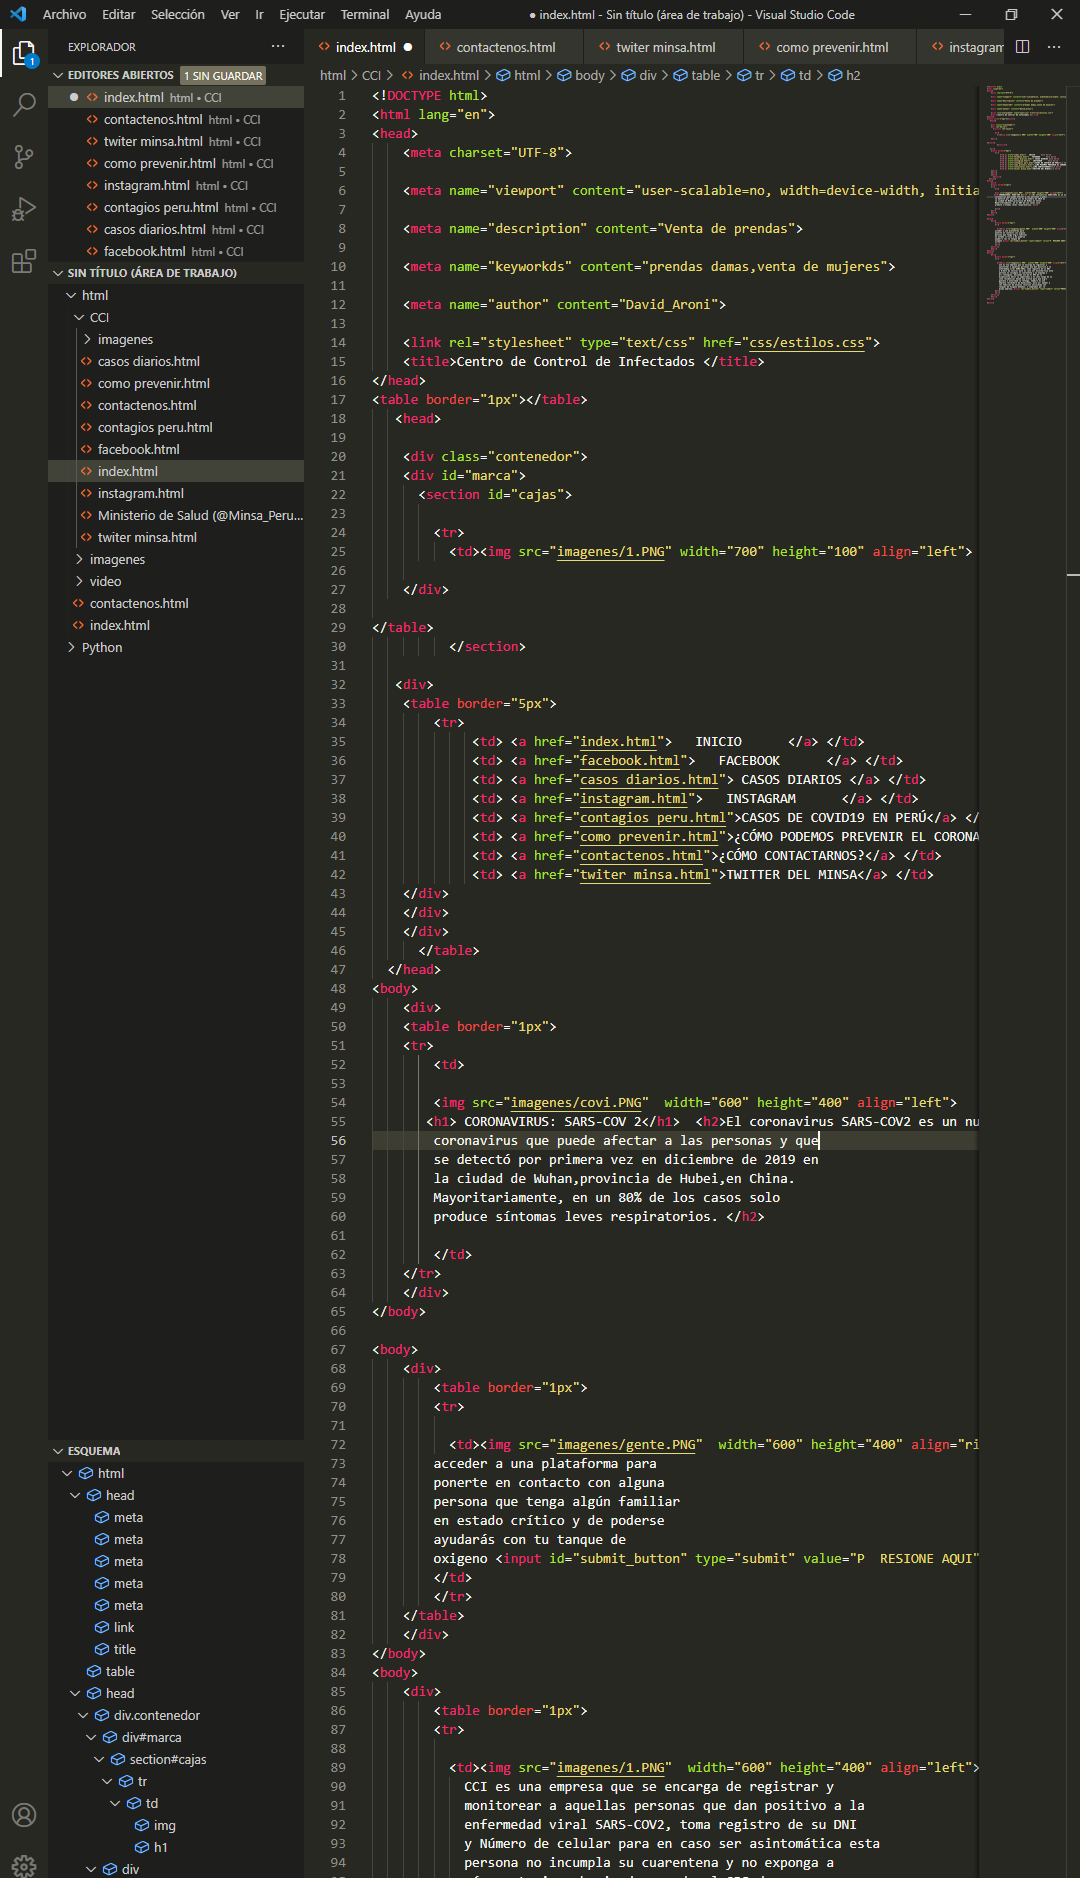 Archivo Editar Selección Ver Ir Ejecutar Terminal Ayuda
● index.html - Sin título (área de trabajo) - Visual Studio Code
EXPLORADOR
index.html
contactenos.html
twiter minsa.html
como prevenir.html
instagram
EDITORES ABIERTOS 1 SIN GUARDAR
index.html html • CCI
contactenos.html html • CCI
twiter minsa.html html • CCI
como prevenir.html html • CCI
instagram.html html • CCI
contagios peru.html html • CCI
casos diarios.html html • CCI
facebook.html html • CCI
SIN TÍTULO (ÁREA DE TRABAJO)
html
CCI
imagenes
casos diarios.html
como prevenir.html
contactenos.html
contagios peru.html
facebook.html
index.html
instagram.html
Ministerio de Salud (@Minsa_Peru...
twiter minsa.html
imagenes
video
contactenos.html
index.html
Python
ESQUEMA
html
head
meta
meta
meta
meta
meta
link
title
table
head
div.contenedor
div#marca
section#cajas
tr
td
img
h1
div
1
html > CCI > index.html > html > body > div > table > tr > td > h2
1 <!DOCTYPE html>
2 <html lang="en">
3 <head>
4 <meta charset="UTF-8">
5
6 <meta name="viewport" content="user-scalable=no, width=device-width, initia
7
8 <meta name="description" content="Venta de prendas">
9
10 <meta name="keyworkds" content="prendas damas,venta de mujeres">
11
12 <meta name="author" content="David_Aroni">
13
14 <link rel="stylesheet" type="text/css" href="css/estilos.css">
15 <title>Centro de Control de Infectados </title>
16 </head>
17 <table border="1px"></table>
18 <head>
19
20 <div class="contenedor">
21 <div id="marca">
22 <section id="cajas">
23
24 <tr>
25 <td><img src="imagenes/1.PNG" width="700" height="100" align="left">
26
27 </div>
28
29 </table>
30 </section>
31
32 <div>
33 <table border="5px">
34 <tr>
35 <td> <a href="index.html"> INICIO </a> </td>
36 <td> <a href="facebook.html"> FACEBOOK </a> </td>
37 <td> <a href="casos diarios.html"> CASOS DIARIOS </a> </td>
38 <td> <a href="instagram.html"> INSTAGRAM </a> </td>
39 <td> <a href="contagios peru.html">CASOS DE COVID19 EN PERÚ</a> </
40 <td> <a href="como prevenir.html">¿CÓMO PODEMOS PREVENIR EL CORONA
41 <td> <a href="contactenos.html">¿CÓMO CONTACTARNOS?</a> </td>
42 <td> <a href="twiter minsa.html">TWITTER DEL MINSA</a> </td>
43 </div>
44 </div>
45 </div>
46 </table>
47 </head>
48 <body>
49 <div>
50 <table border="1px">
51 <tr>
52 <td>
53
54 <img src="imagenes/covi.PNG" width="600" height="400" align="left">
55 <h1> CORONAVIRUS: SARS-COV 2</h1> <h2>El coronavirus SARS-COV2 es un nu
56 coronavirus que puede afectar a las personas y que
57 se detectó por primera vez en diciembre de 2019 en
58 la ciudad de Wuhan,provincia de Hubei,en China.
59 Mayoritariamente, en un 80% de los casos solo
60 produce síntomas leves respiratorios. </h2>
61
62 </td>
63 </tr>
64 </div>
65 </body>
66
67 <body>
68 <div>
69 <table border="1px">
70 <tr>
71
72 <td><img src="imagenes/gente.PNG" width="600" height="400" align="ri
73 acceder a una plataforma para
74 ponerte en contacto con alguna
75 persona que tenga algún familiar
76 en estado crítico y de poderse
77 ayudarás con tu tanque de
78 oxigeno <input id="submit_button" type="submit" value="P RESIONE AQUI"
79 </td>
80 </tr>
81 </table>
82 </div>
83 </body>
84 <body>
85 <div>
86 <table border="1px">
87 <tr>
88
89 <td><img src="imagenes/1.PNG" width="600" height="400" align="left">
90 CCI es una empresa que se encarga de registrar y
91 monitorear a aquellas personas que dan positivo a la
92 enfermedad viral SARS-COV2, toma registro de su DNI
93 y Número de celular para en caso ser asintomática esta
94 persona no incumpla su cuarentena y no exponga a